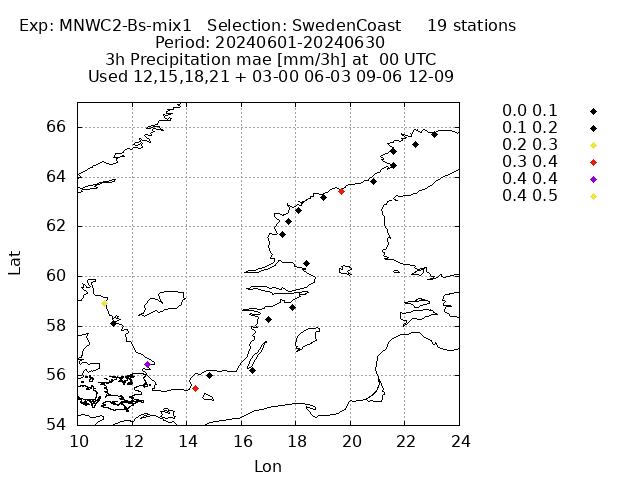 Exp: MNWC2-Bs-mix1   Selection: SwedenCoast     19 stations
Period: 20240601-20240630
3h Precipitation mae [mm/3h] at  00 UTC
Used 12,15,18,21 + 03-00 06-03 09-06 12-09
0.0 0.1
0.1 0.2
0.2 0.3
0.3 0.4
0.4 0.4
0.4 0.5
66
64
62
60
58
56
54
Lat
10 12 14 16 18 20 22 24
Lon